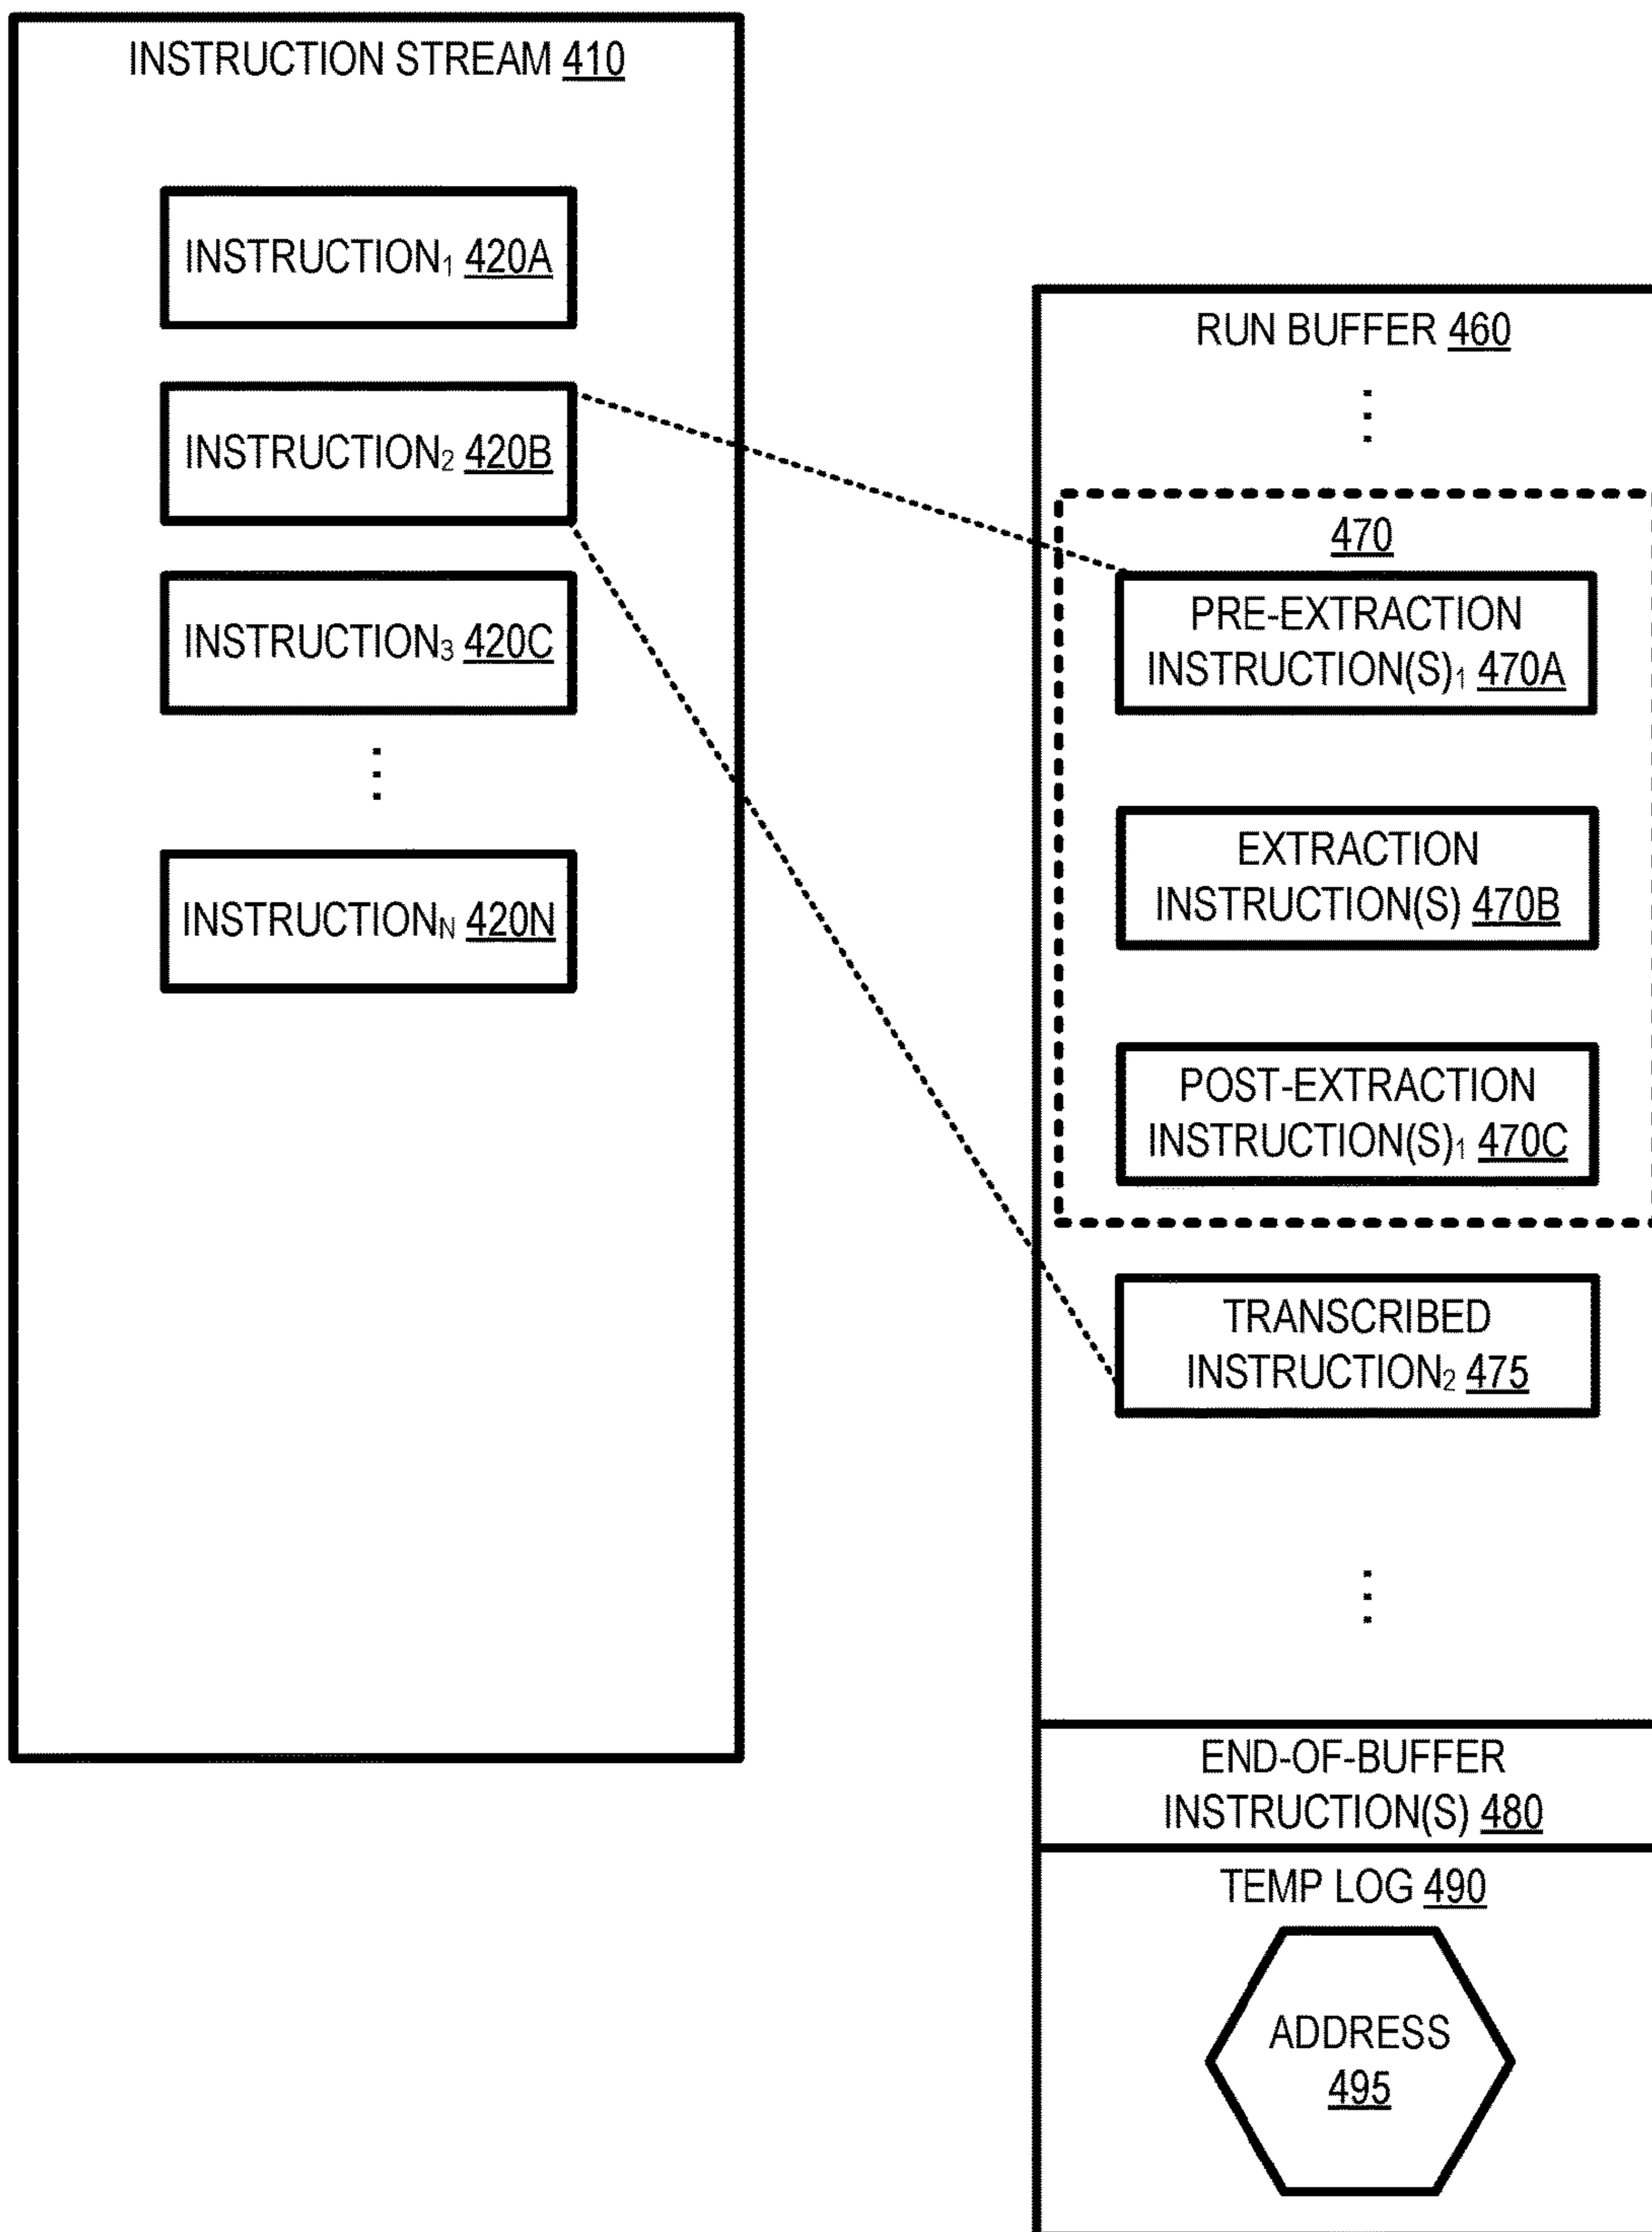 INSTRUCTION STREAM 410
INSTRUCTION₁ 420A
INSTRUCTION₂ 420B
INSTRUCTION₃ 420C
⋮
INSTRUCTIONN 420N
RUN BUFFER 460
⋮
470
PRE-EXTRACTION
INSTRUCTION(S)₁ 470A
EXTRACTION
INSTRUCTION(S) 470B
POST-EXTRACTION
INSTRUCTION(S)₁ 470C
TRANSCRIBED
INSTRUCTION₂ 475
⋮
END-OF-BUFFER
INSTRUCTION(S) 480
TEMP LOG 490
ADDRESS
495